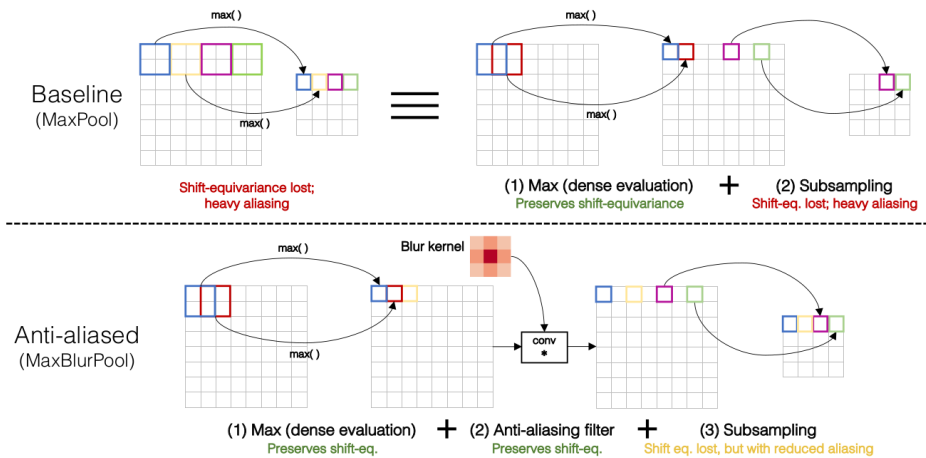 max( )
Baseline
(MaxPool)
max( )
Shift-equivariance lost;
heavy aliasing
max( )
max( )
(1) Max (dense evaluation)
Preserves shift-equivariance
+
(2) Subsampling
Shift-eq. lost; heavy aliasing
Anti-aliased
(MaxBlurPool)
max( )
max( )
Blur kernel
conv
*
(1) Max (dense evaluation)
Preserves shift-eq.
+
(2) Anti-aliasing filter
Preserves shift-eq.
+
(3) Subsampling
Shift eq. lost, but with reduced aliasing